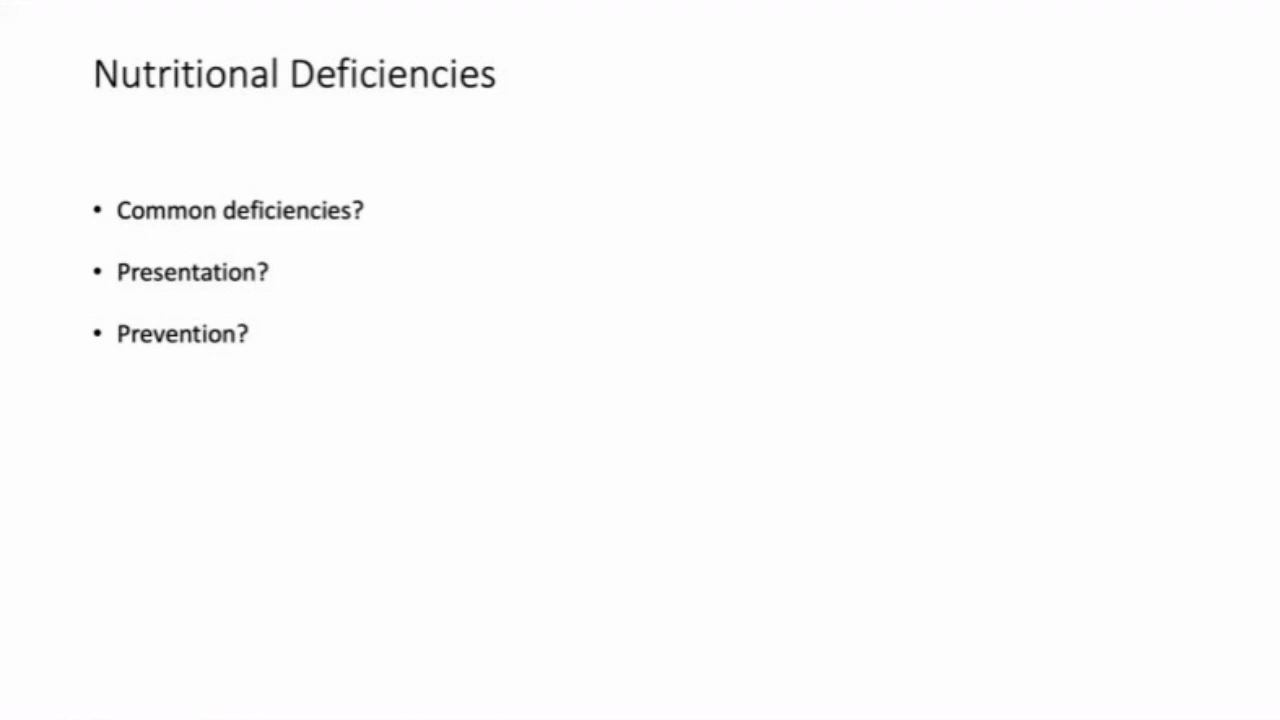 Nutritional Deficiencies
• Common deficiencies?
• Presentation?
• Prevention?